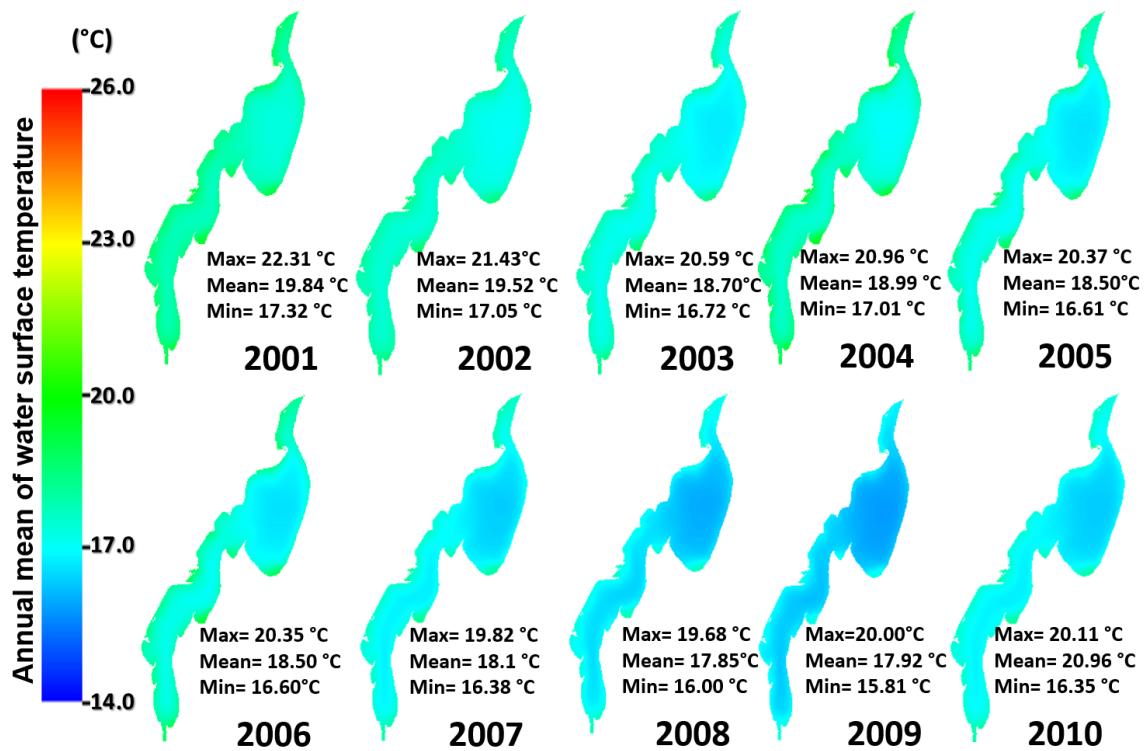 (°C)
Annual mean of water surface temperature
26.0
23.0
20.0
17.0
14.0
Max= 22.31 °C
Mean= 19.84 °C
Min= 17.32 °C
2001
Max= 21.43°C
Mean= 19.52 °C
Min= 17.05 °C
2002
Max= 20.59 °C
Mean= 18.70°C
Min= 16.72 °C
2003
Max= 20.96 °C
Mean= 18.99 °C
Min= 17.01 °C
2004
Max= 20.37 °C
Mean= 18.50°C
Min= 16.61 °C
2005
Max= 20.35 °C
Mean= 18.50 °C
Min= 16.60°C
2006
Max= 19.82 °C
Mean= 18.1 °C
Min= 16.38 °C
2007
Max= 19.68 °C
Mean= 17.85°C
Min= 16.00 °C
2008
Max=20.00°C
Mean= 17.92 °C
Min= 15.81 °C
2009
Max= 20.11 °C
Mean= 20.96 °C
Min= 16.35 °C
2010